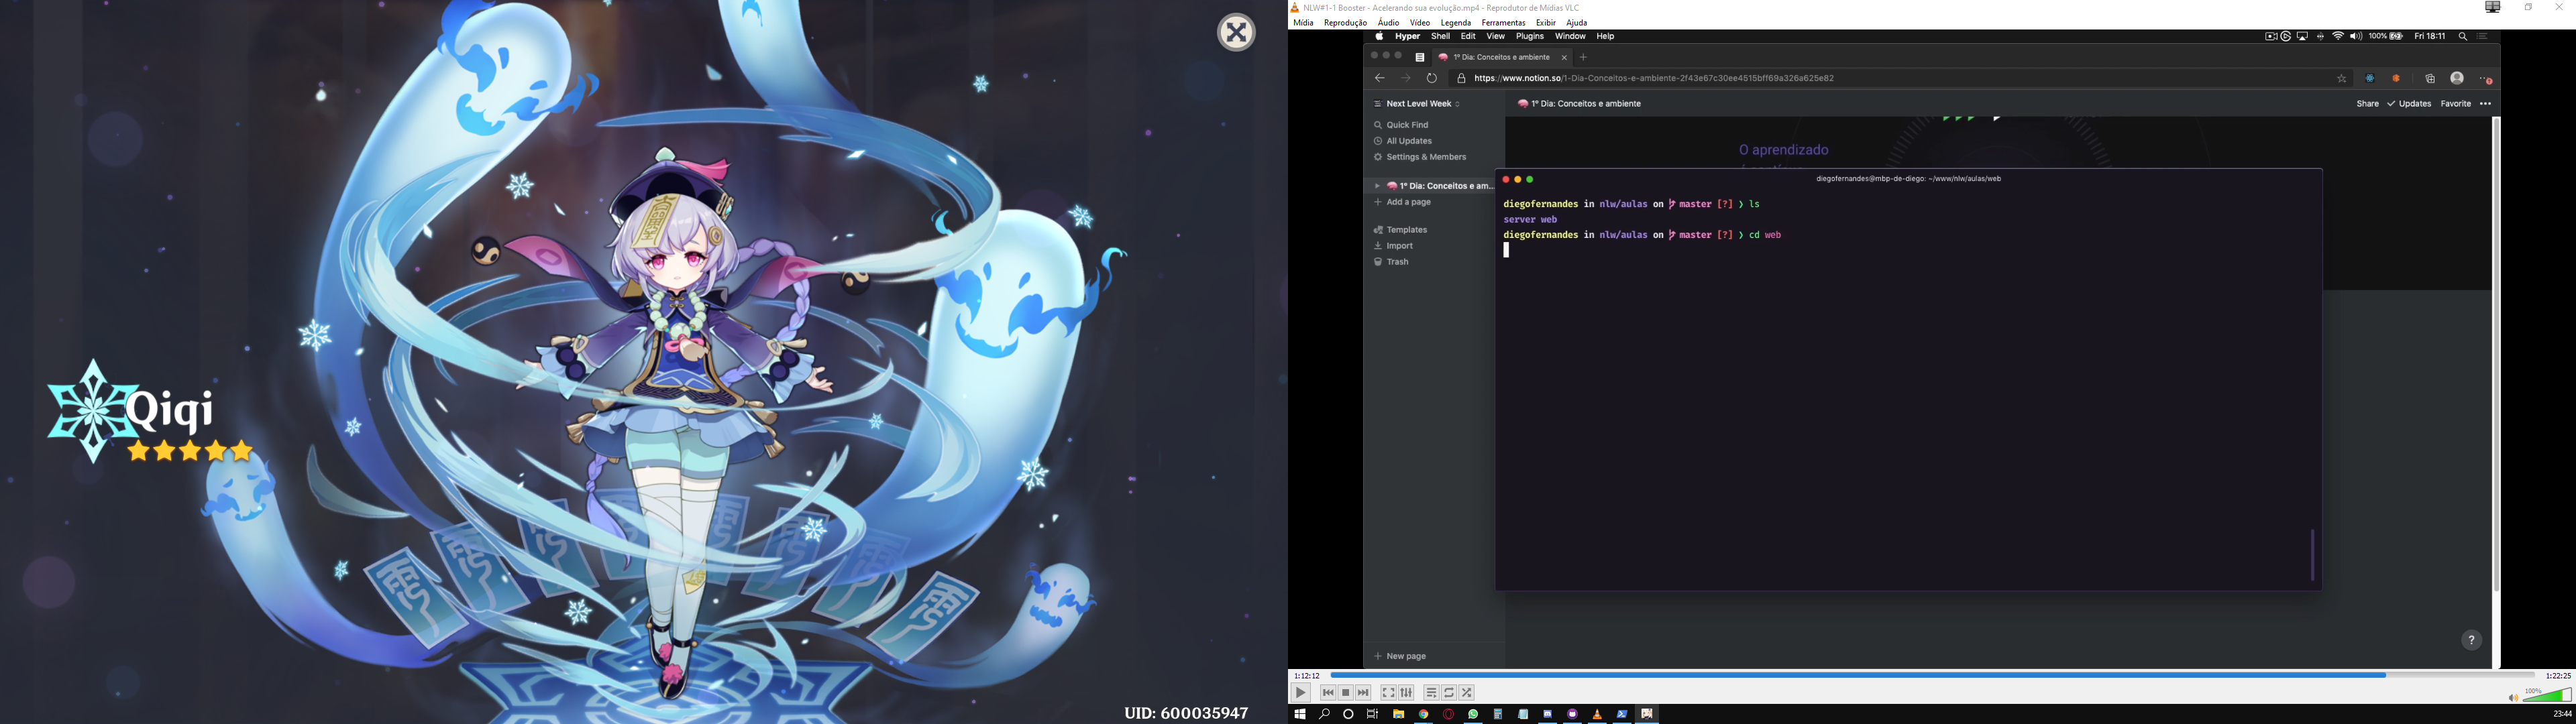 Qiqi
UID: 600035947
NLW#1-1 Booster - Acelerando sua evolução.mp4 - Reprodutor de Mídias VLC
Mídia Reprodução Áudio Vídeo Legenda Ferramentas Exibir Ajuda
Hyper Shell Edit View Plugins Window Help
100% Fri 18:11
1º Dia: Conceitos e ambiente
https://www.notion.so/1-Dia-Conceitos-e-ambiente-2f43e67c30ee4515bff69a326a625e82
Next Level Week
1º Dia: Conceitos e ambiente
Share Updates Favorite
Quick Find
All Updates
Settings & Members
1º Dia: Conceitos e am...
Add a page
Templates
Import
Trash
New page
O aprendizado
diegofernandes@mbp-de-diego: ~/www/nlw/aulas/web
diegofernandes in nlw/aulas on master [?] ❯ ls
server web
diegofernandes in nlw/aulas on master [?] ❯ cd web
?
1:12:12
1:22:25
100%
23:44